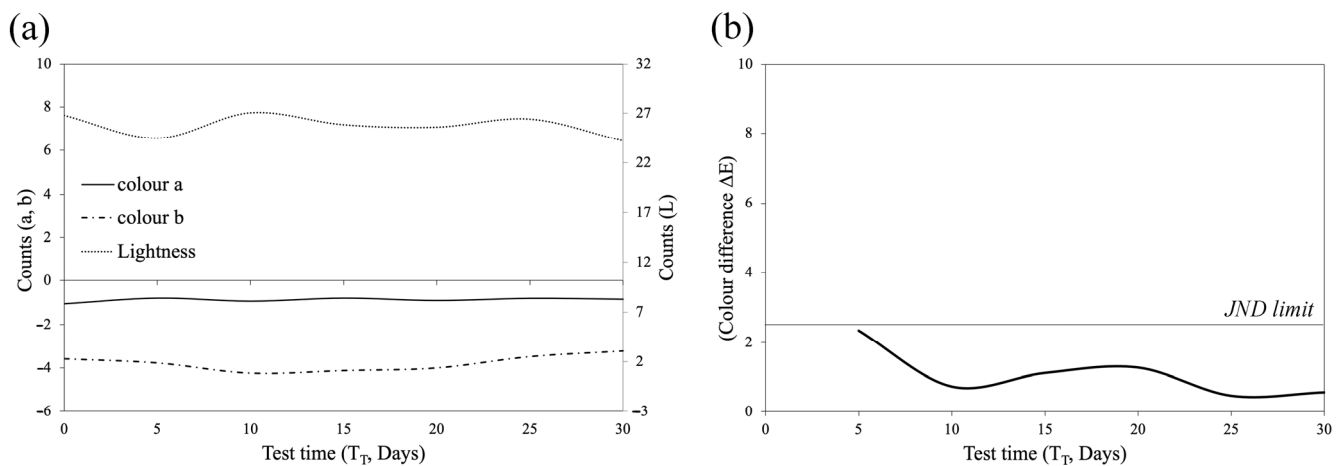 (a)
10
8
6
4
2
0
−2
−4
−6
Counts (a, b)
colour a
colour b
Lightness
32
27
22
17
12
7
2
−3
Counts (L)
0 5 10 15 20 25 30
Test time (T_T, Days)
(b)
10
8
6
4
2
0
(Colour difference ΔE)
JND limit
0 5 10 15 20 25 30
Test time (T_T, Days)